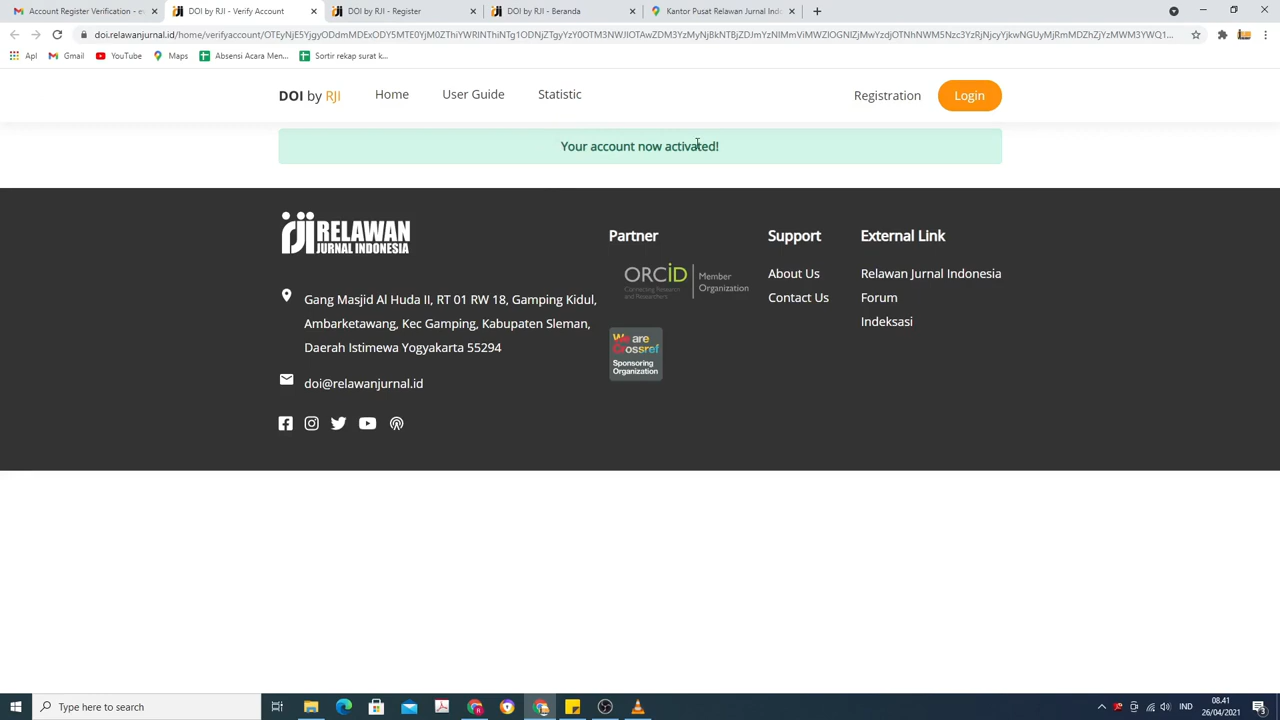 Account Register Verification - c
DOI by RJI - Verify Account
DOI by RJI - Register
DOI by RJI - Beranda
Kantor Pusat Relawan Jurnal Ind
Apl
Gmail
YouTube
Maps
Absensi Acara Men...
Sortir rekap surat k...
DOI by RJI
Home
User Guide
Statistic
Registration
Login
Your account now activated!
RELAWAN
JURNAL INDONESIA
Gang Masjid Al Huda II, RT 01 RW 18, Gamping Kidul,
Ambarketawang, Kec Gamping, Kabupaten Sleman,
Daerah Istimewa Yogyakarta 55294
doi@relawanjurnal.id
Partner
ORCID
Connecting Research
and Researchers
Member
Organization
We are
Crossref
Sponsoring
Organization
Support
About Us
Contact Us
External Link
Relawan Jurnal Indonesia
Forum
Indeksasi
Type here to search
IND
08.41
26/04/2021